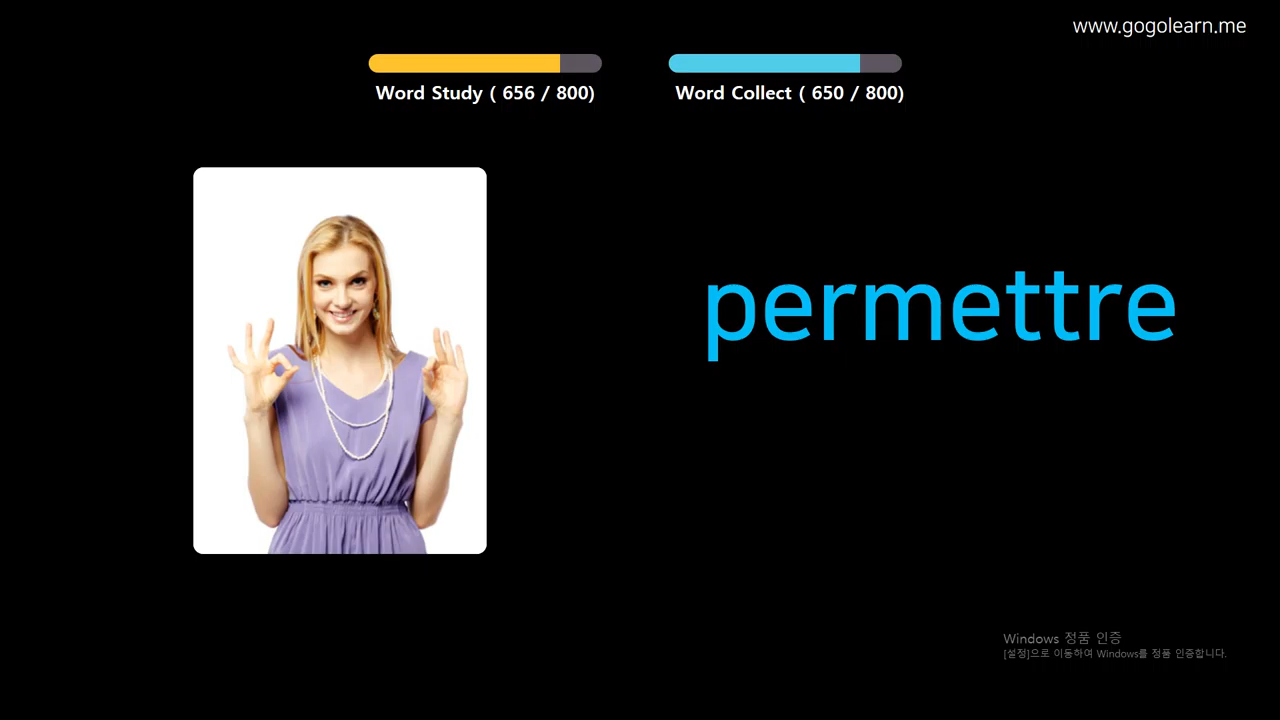 www.gogolearn.me
Word Study ( 656 / 800)
Word Collect ( 650 / 800)
permettre
Windows 정품 인증
[설정]으로 이동하여 Windows를 정품 인증합니다.